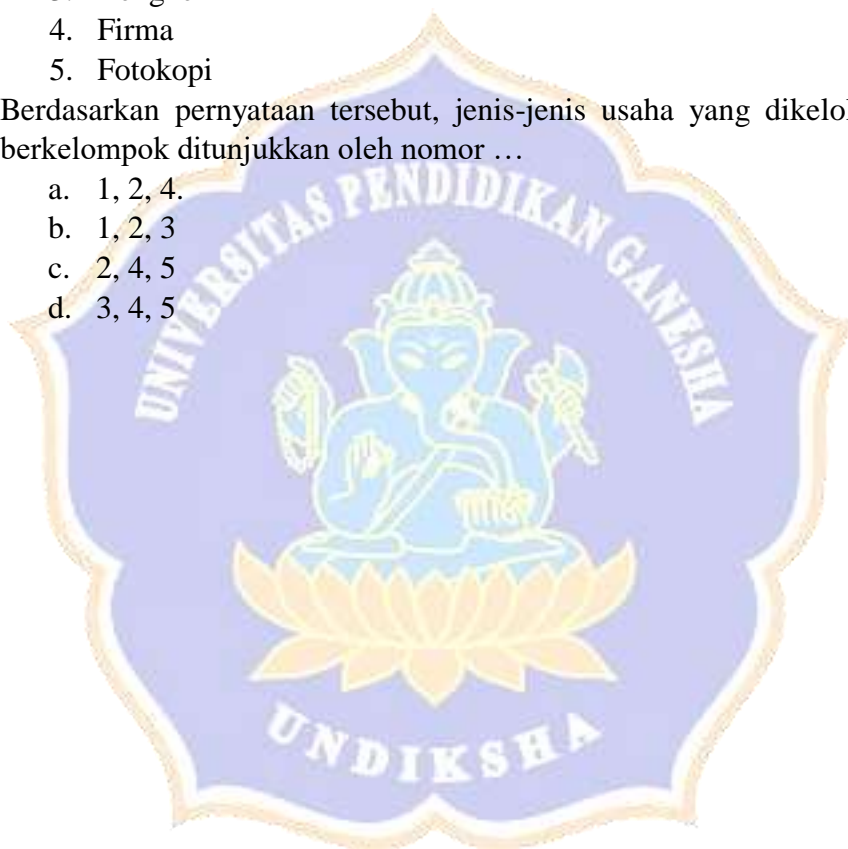 4. Firma
5. Fotokopi
Berdasarkan pernyataan tersebut, jenis-jenis usaha yang
berkelompok ditunjukkan oleh nomor …
a. 1, 2, 4.
b. 1, 2, 3
c. 2, 4, 5
d. 3, 4, 5
UNIVERSITAS PENDIDIKAN GANESHA
UNDIKSHA